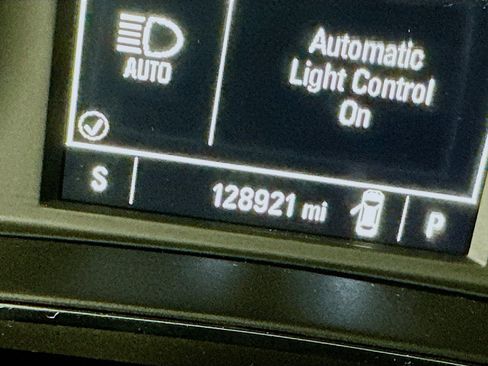 AUTO
Automatic
Light Control
On
S
128921 mi
P